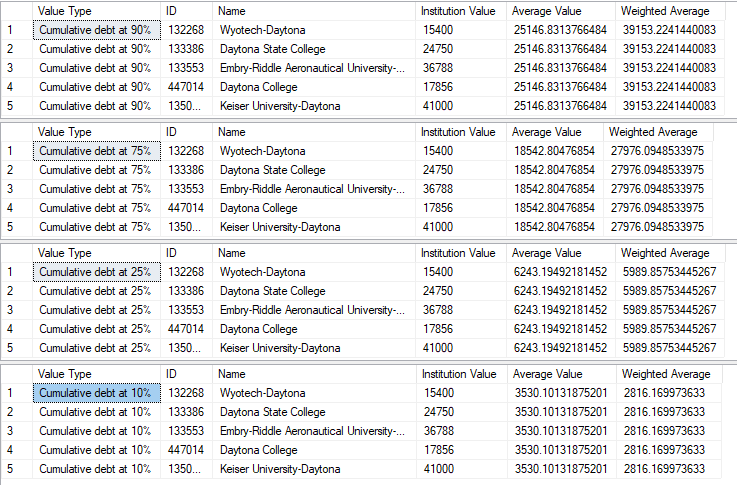 Value Type ID Name Institution Value Average Value Weighted Average
1 Cumulative debt at 90% 132268 Wyotech-Daytona 15400 25146.8313766484 39153.2241440083
2 Cumulative debt at 90% 133386 Daytona State College 24750 25146.8313766484 39153.2241440083
3 Cumulative debt at 90% 133553 Embry-Riddle Aeronautical University-... 36788 25146.8313766484 39153.2241440083
4 Cumulative debt at 90% 447014 Daytona College 17856 25146.8313766484 39153.2241440083
5 Cumulative debt at 90% 1350... Keiser University-Daytona 41000 25146.8313766484 39153.2241440083
Value Type ID Name Institution Value Average Value Weighted Average
1 Cumulative debt at 75% 132268 Wyotech-Daytona 15400 18542.80476854 27976.0948533975
2 Cumulative debt at 75% 133386 Daytona State College 24750 18542.80476854 27976.0948533975
3 Cumulative debt at 75% 133553 Embry-Riddle Aeronautical University-... 36788 18542.80476854 27976.0948533975
4 Cumulative debt at 75% 447014 Daytona College 17856 18542.80476854 27976.0948533975
5 Cumulative debt at 75% 1350... Keiser University-Daytona 41000 18542.80476854 27976.0948533975
Value Type ID Name Institution Value Average Value Weighted Average
1 Cumulative debt at 25% 132268 Wyotech-Daytona 15400 6243.19492181452 5989.85753445267
2 Cumulative debt at 25% 133386 Daytona State College 24750 6243.19492181452 5989.85753445267
3 Cumulative debt at 25% 133553 Embry-Riddle Aeronautical University-... 36788 6243.19492181452 5989.85753445267
4 Cumulative debt at 25% 447014 Daytona College 17856 6243.19492181452 5989.85753445267
5 Cumulative debt at 25% 1350... Keiser University-Daytona 41000 6243.19492181452 5989.85753445267
Value Type ID Name Institution Value Average Value Weighted Average
1 Cumulative debt at 10% 132268 Wyotech-Daytona 15400 3530.10131875201 2816.169973633
2 Cumulative debt at 10% 133386 Daytona State College 24750 3530.10131875201 2816.169973633
3 Cumulative debt at 10% 133553 Embry-Riddle Aeronautical University-... 36788 3530.10131875201 2816.169973633
4 Cumulative debt at 10% 447014 Daytona College 17856 3530.10131875201 2816.169973633
5 Cumulative debt at 10% 1350... Keiser University-Daytona 41000 3530.10131875201 2816.169973633